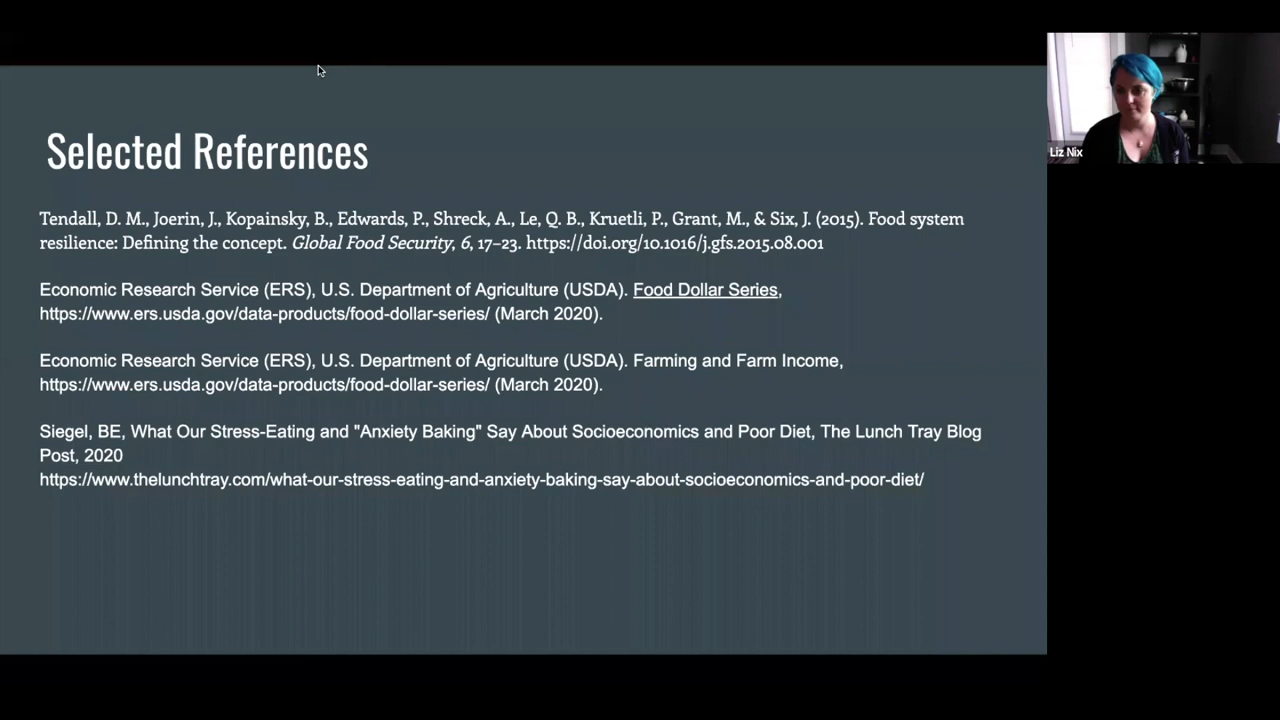 Selected References
Tendall, D. M., Joerin, J., Kopainsky, B., Edwards, P., Shreck, A., Le, Q. B., Kruetli, P., Grant, M., & Six, J. (2015). Food system
resilience: Defining the concept. Global Food Security, 6, 17–23. https://doi.org/10.1016/j.gfs.2015.08.001
Economic Research Service (ERS), U.S. Department of Agriculture (USDA). Food Dollar Series,
https://www.ers.usda.gov/data-products/food-dollar-series/ (March 2020).
Economic Research Service (ERS), U.S. Department of Agriculture (USDA). Farming and Farm Income,
https://www.ers.usda.gov/data-products/food-dollar-series/ (March 2020).
Siegel, BE, What Our Stress-Eating and "Anxiety Baking" Say About Socioeconomics and Poor Diet, The Lunch Tray Blog
Post, 2020
https://www.thelunchtray.com/what-our-stress-eating-and-anxiety-baking-say-about-socioeconomics-and-poor-diet/
Liz Nix